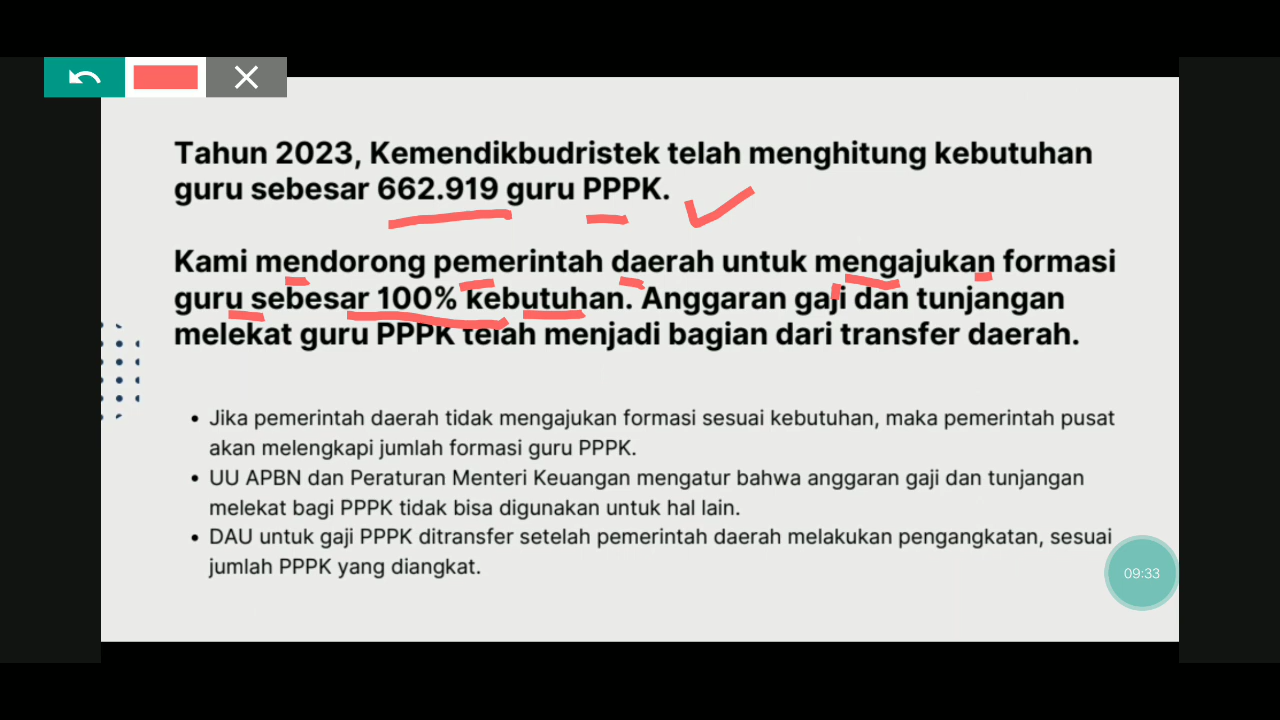 Tahun 2023, Kemendikbudristek telah menghitung kebutuhan
guru sebesar 662.919 guru PPPK.
Kami mendorong pemerintah daerah untuk mengajukan formasi
guru sebesar 100% kebutuhan. Anggaran gaji dan tunjangan
melekat guru PPPK telah menjadi bagian dari transfer daerah.
• Jika pemerintah daerah tidak mengajukan formasi sesuai kebutuhan, maka pemerintah pusat
akan melengkapi jumlah formasi guru PPPK.
• UU APBN dan Peraturan Menteri Keuangan mengatur bahwa anggaran gaji dan tunjangan
melekat bagi PPPK tidak bisa digunakan untuk hal lain.
• DAU untuk gaji PPPK ditransfer setelah pemerintah daerah melakukan pengangkatan, sesuai
jumlah PPPK yang diangkat.
09:33